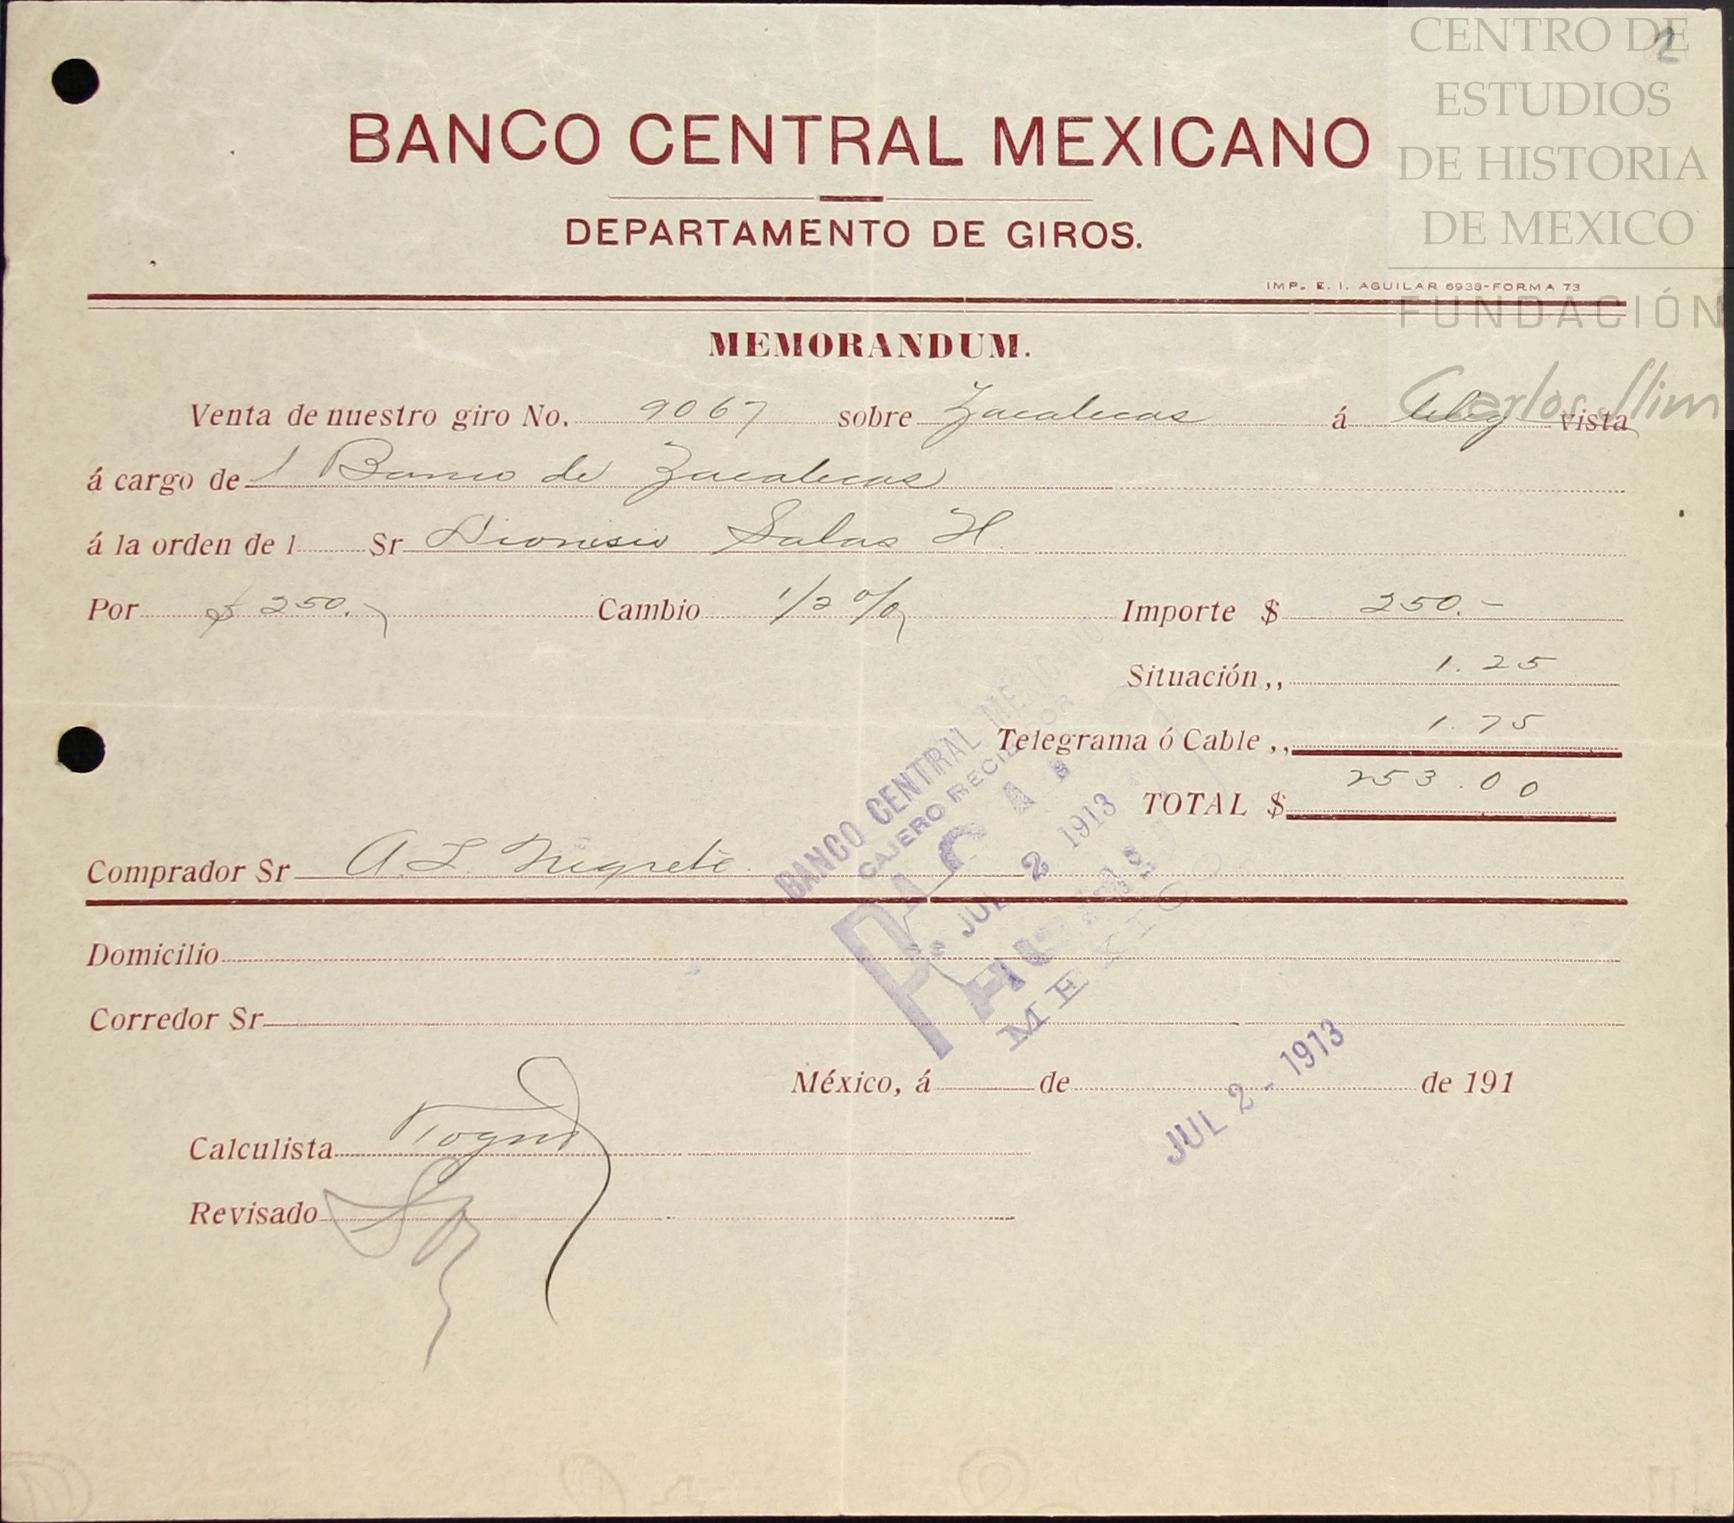 2
CENTRO DE
ESTUDIOS
DE HISTORIA
DE MEXICO
FUNDACIÓN
Carlos Slim
BANCO CENTRAL MEXICANO
DEPARTAMENTO DE GIROS.
IMP. E. I. AGUILAR 6938-FORMA 73
MEMORANDUM.
Venta de nuestro giro No. 9067 sobre Zacatecas á teleg vista
á cargo de l Banco de Zacatecas
á la orden de l Sr Dionisio Salas H.
Por $ 250.- Cambio 1/2 % Importe $ 250.-
Situación,, 1.25
Telegrama ó Cable,, 1.75
TOTAL $ 253.00
Comprador Sr A. L. Negrete.
BANCO CENTRAL MEXICANO
CAJERO RECIBIDOR
PAGA
JUL 2 1913
MEXICO
Domicilio
Corredor Sr
México, á de de 191
JUL 2 - 1913
Calculista
Revisado